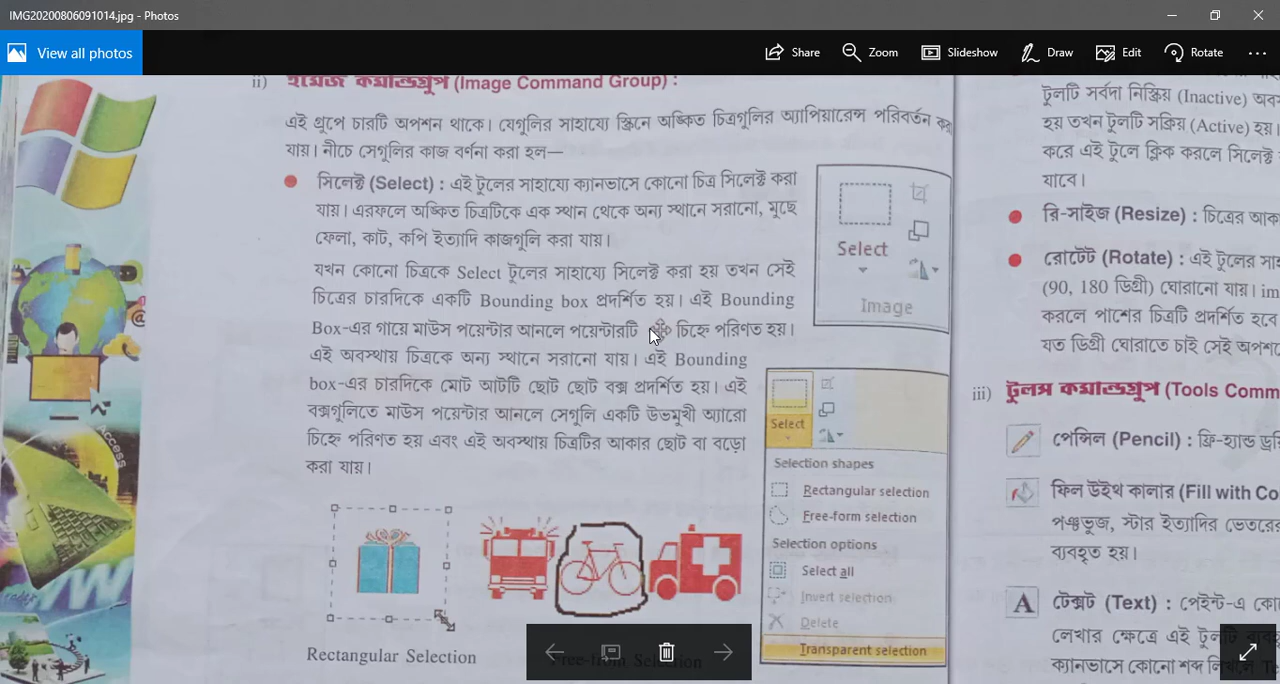 IMG20200806091014.jpg - Photos
View all photos
Share
Zoom
Slideshow
Draw
Edit
Rotate
ii) ইমেজ কমান্ডগ্রুপ (Image Command Group) :
এই গ্রুপে চারটি অপশন থাকে। যেগুলির সাহায্যে স্ক্রিনে অঙ্কিত চিত্রগুলির অ্যাপিয়ারেন্স পরিবর্তন করা
যায়। নীচে সেগুলির কাজ বর্ণনা করা হল—
সিলেক্ট (Select) : এই টুলের সাহায্যে ক্যানভাসে কোনো চিত্র সিলেক্ট করা
যায়। এরফলে অঙ্কিত চিত্রটিকে এক স্থান থেকে অন্য স্থানে সরানো, মুছে
ফেলা, কাট, কপি ইত্যাদি কাজগুলি করা যায়।
যখন কোনো চিত্রকে Select টুলের সাহায্যে সিলেক্ট করা হয় তখন সেই
চিত্রের চারদিকে একটি Bounding box প্রদর্শিত হয়। এই Bounding
Box-এর গায়ে মাউস পয়েন্টার আনলে পয়েন্টারটি চিহ্নে পরিণত হয়।
এই অবস্থায় চিত্রকে অন্য স্থানে সরানো যায়। এই Bounding
box-এর চারদিকে মোট আটটি ছোট ছোট বক্স প্রদর্শিত হয়। এই
বক্সগুলিতে মাউস পয়েন্টার আনলে সেগুলি একটি উভমুখী অ্যারো
চিহ্নে পরিণত হয় এবং এই অবস্থায় চিত্রটির আকার ছোট বা বড়ো
করা যায়।
Select
Image
Select
Selection shapes
Rectangular selection
Free-form selection
Selection options
Select all
Invert selection
Delete
Transparent selection
Rectangular Selection
Free-from Selection
Access
টুলটি সর্বদা নিষ্ক্রিয় (Inactive)
হয় তখন টুলটি সক্রিয় (Active) হয়।
করে এই টুলে ক্লিক করলে সিলেক্ট
যাবে।
রি-সাইজ (Resize) : চিত্রের
রোটেট (Rotate) : এই টুলের
(90, 180 ডিগ্রী) ঘোরানো যায়।
করলে পাশের চিত্রটি প্রদর্শিত হবে
যত ডিগ্রী ঘোরাতে চাই সেই
iii) টুলস কমান্ডগ্রুপ (Tools
পেন্সিল (Pencil) : ফ্রি-হ্যান্ড
ফিল উইথ কালার (Fill with
পঞ্চভুজ, স্টার ইত্যাদির ভেতরের
ব্যবহৃত হয়।
A টেক্সট (Text) : পেইন্ট-এ
লেখার ক্ষেত্রে এই টুলটি
ক্যানভাসে কোনো শব্দ